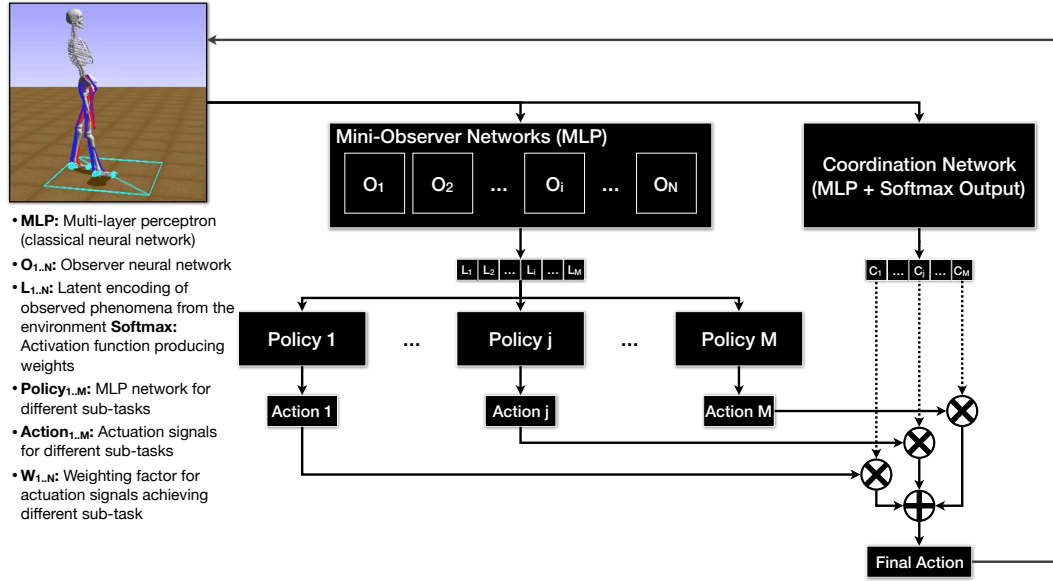 Mini-Observer Networks (MLP)
O1 O2 ... Oi ... ON
Coordination Network
(MLP + Softmax Output)
• MLP: Multi-layer perceptron
(classical neural network)
• O1..N: Observer neural network
• L1..N: Latent encoding of
observed phenomena from the
environment Softmax:
Activation function producing
weights
• Policy1..M: MLP network for
different sub-tasks
• Action1..M: Actuation signals
for different sub-tasks
• W1..N: Weighting factor for
actuation signals achieving
different sub-task
L1 L2 ... Li ... LM
C1 ... Cj ... CM
Policy 1 ... Policy j ... Policy M
Action 1 Action j Action M
Final Action